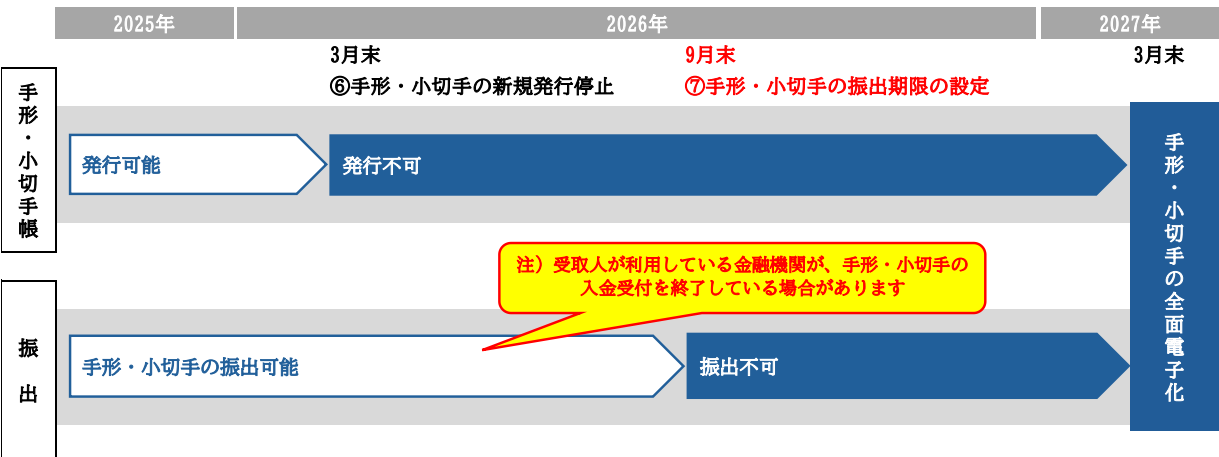 2025年
2026年
2027年
3月末
9月末
3月末
⑥手形・小切手の新規発行停止
⑦手形・小切手の振出期限の設定
手形・小切手帳
発行可能
発行不可
手形・小切手の全面電子化
注）受取人が利用している金融機関が、手形・小切手の
入金受付を終了している場合があります
振出
手形・小切手の振出可能
振出不可